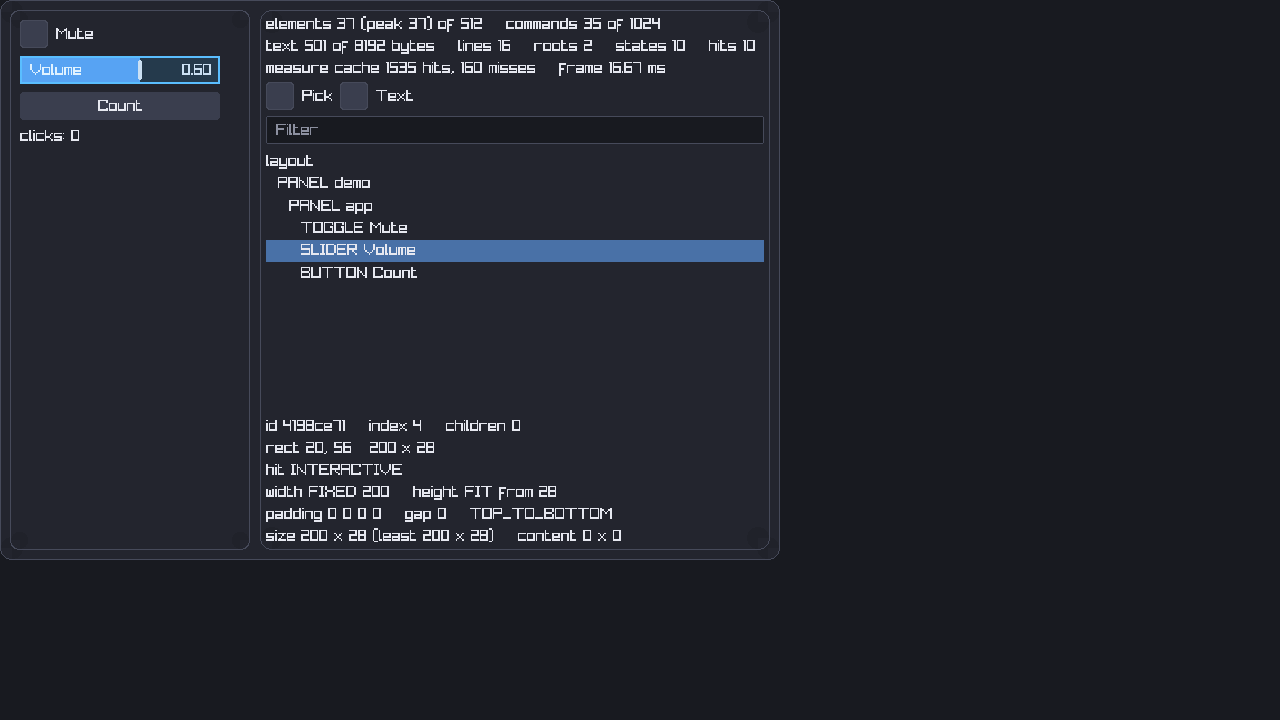 Mute
Volume 0.60
Count
clicks: 0
elements 37 (peak 37) of 512 commands 35 of 1024
text 501 of 8192 bytes lines 16 roots 2 states 10 hits 10
measure cache 1535 hits, 160 misses frame 16.67 ms
Pick Text
Filter
layout
PANEL demo
PANEL app
TOGGLE Mute
SLIDER Volume
BUTTON Count
id 4198ce71 index 4 children 0
rect 20, 56 200 x 28
hit INTERACTIVE
width FIXED 200 height FIT from 28
padding 0 0 0 0 gap 0 TOP_TO_BOTTOM
size 200 x 28 (least 200 x 28) content 0 x 0